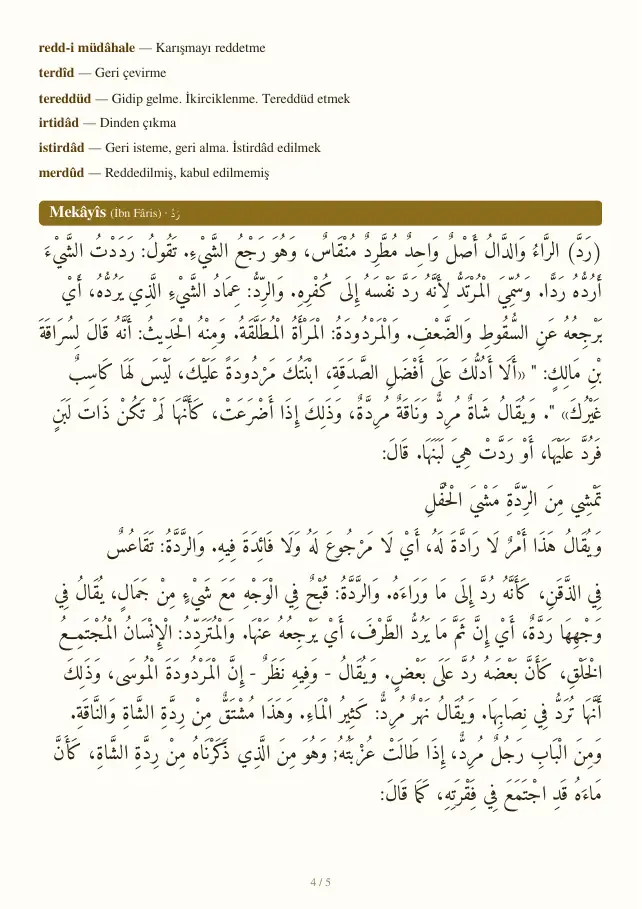 redd-i müdâhale — Karışmayı reddetme
terdîd — Geri çevirme
tereddüd — Gidip gelme. İkirciklenme. Tereddüd etmek
irtidâd — Dinden çıkma
istirdâd — Geri isteme, geri alma. İstirdâd edilmek
merdûd — Reddedilmiş, kabul edilmemiş
Mekâyîs (İbn Fâris) · رَدَّ
(رَدَّ) الرَّاءُ وَالدَّالُ أَصْلٌ وَاحِدٌ مُطَّرِدٌ مُنْقَاسٌ، وَهُوَ رَجْعُ الشَّيْءِ. تَقُولُ: رَدَدْتُ الشَّيْءَ
أَرُدُّهُ رَدًّا. وَسُمِّيَ الْمُرْتَدُّ لِأَنَّهُ رَدَّ نَفْسَهُ إِلَى كُفْرِهِ. وَالرِّدُّ: عِمَادُ الشَّيْءِ الَّذِي يَرُدُّهُ، أَيْ
يَرْجِعُهُ عَنِ السُّقُوطِ وَالضَّعْفِ. وَالْمَرْدُودَةُ: الْمَرْأَةُ الْمُطَلَّقَةُ. وَمِنْهُ الْحَدِيثُ: أَنَّهُ قَالَ لِسُرَاقَةَ
بْنِ مَالِكٍ: " «أَلَا أَدُلُّكَ عَلَى أَفْضَلِ الصَّدَقَةِ، ابْنَتُكَ مَرْدُودَةً عَلَيْكَ، لَيْسَ لَهَا كَاسِبٌ
غَيْرُكَ» ". وَيُقَالُ شَاةٌ مُرِدٌّ وَنَاقَةٌ مُرِدَّةٌ، وَذَلِكَ إِذَا أَضْرَعَتْ، كَأَنَّهَا لَمْ تَكُنْ ذَاتَ لَبَنٍ
فَرُدَّ عَلَيْهَا، أَوْ رَدَّتْ هِيَ لَبَنَهَا. قَالَ:
تَمْشِي مِنَ الرِّدَّةِ مَشْيَ الْحُفَّلِ
وَيُقَالُ هَذَا أَمْرٌ لَا رَادَّةَ لَهُ، أَيْ لَا مَرْجُوعَ لَهُ وَلَا فَائِدَةَ فِيهِ. وَالرَّدَّةُ: تَقَاعُسٌ
فِي الذَّقَنِ، كَأَنَّهُ رُدَّ إِلَى مَا وَرَاءَهُ. وَالرَّدَّةُ: قُبْحٌ فِي الْوَجْهِ مَعَ شَيْءٍ مِنْ جَمَالٍ، يُقَالُ فِي
وَجْهِهَا رَدَّةٌ، أَيْ إِنَّ ثَمَّ مَا يَرُدُّ الطَّرْفَ، أَيْ يَرْجِعُهُ عَنْهَا. وَالْمُتَرَدِّدُ: الْإِنْسَانُ الْمُجْتَمِعُ
الْخَلْقِ، كَأَنَّ بَعْضَهُ رُدَّ عَلَى بَعْضٍ. وَيُقَالُ - وَفِيهِ نَظَرٌ - إِنَّ الْمَرْدُودَةَ الْمُوسَى، وَذَلِكَ
أَنَّهَا تُرَدُّ فِي نِصَابِهَا. وَيُقَالُ نَهْرٌ مُرِدٌّ: كَثِيرُ الْمَاءِ. وَهَذَا مُشْتَقٌّ مِنْ رِدَّةِ الشَّاةِ وَالنَّاقَةِ.
وَمِنَ الْبَابِ رَجُلٌ مُرِدٌّ، إِذَا طَالَتْ عُزْبَتُهُ; وَهُوَ مِنَ الَّذِي ذَكَرْنَاهُ مِنْ رِدَّةِ الشَّاةِ، كَأَنَّ
مَاءَهُ قَدِ اجْتَمَعَ فِي فِقْرَتِهِ، كَمَا قَالَ:
4 / 5